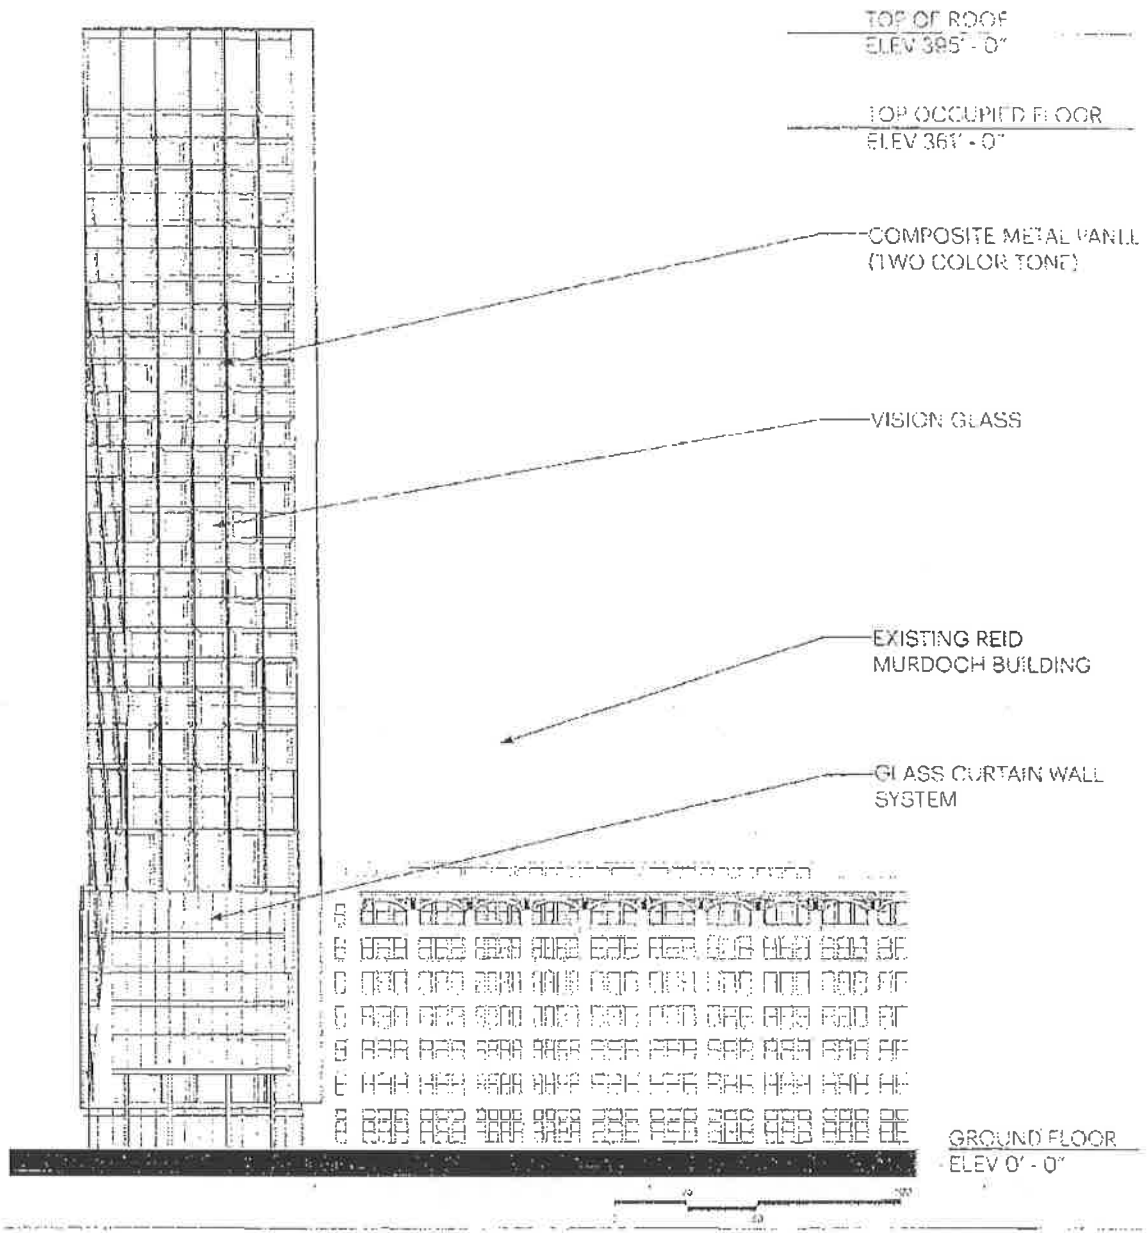 TOP OF ROOF
ELEV 395' - 0"
TOP OCCUPIED FLOOR
ELEV 361' - 0"
COMPOSITE METAL PANEL
(TWO COLOR TONE)
VISION GLASS
EXISTING REID
MURDOCH BUILDING
GLASS CURTAIN WALL
SYSTEM
GROUND FLOOR
ELEV 0' - 0"